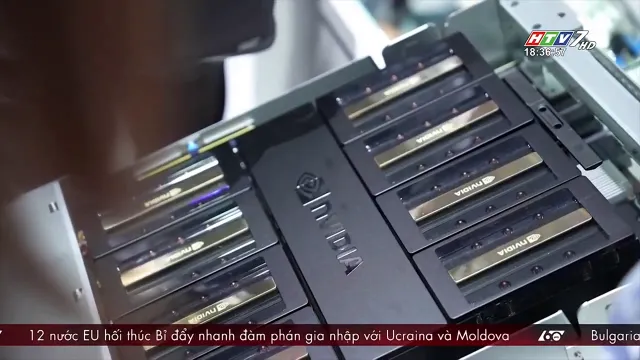 HTV7 HD
18:36:57
NVIDIA
NVIDIA
NVIDIA
NVIDIA
NVIDIA
NVIDIA
NVIDIA
NVIDIA
12 nước EU hối thúc Bỉ đẩy nhanh đàm phán gia nhập với Ucraina và Moldova
Bulgaria